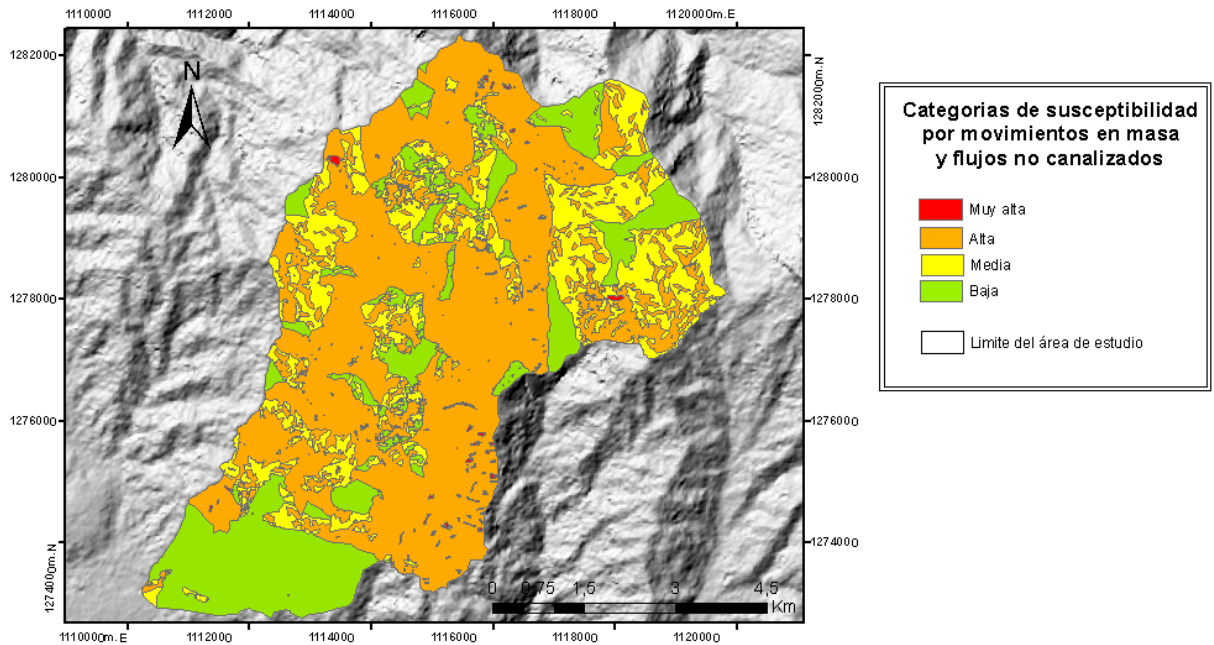 1110000 1112000 1114000 1116000 1118000 1120000m.E
1282000
1280000
1278000
1276000
1274000m.N
N
1282000
1280000
1278000
1276000
1274000
0 0,75 1,5 3 4,5
Km
1110000m.E 1112000 1114000 1116000 1118000 1120000
Categorias de susceptibilidad
por movimientos en masa
y flujos no canalizados
Muy alta
Alta
Media
Baja
Limite del área de estudio